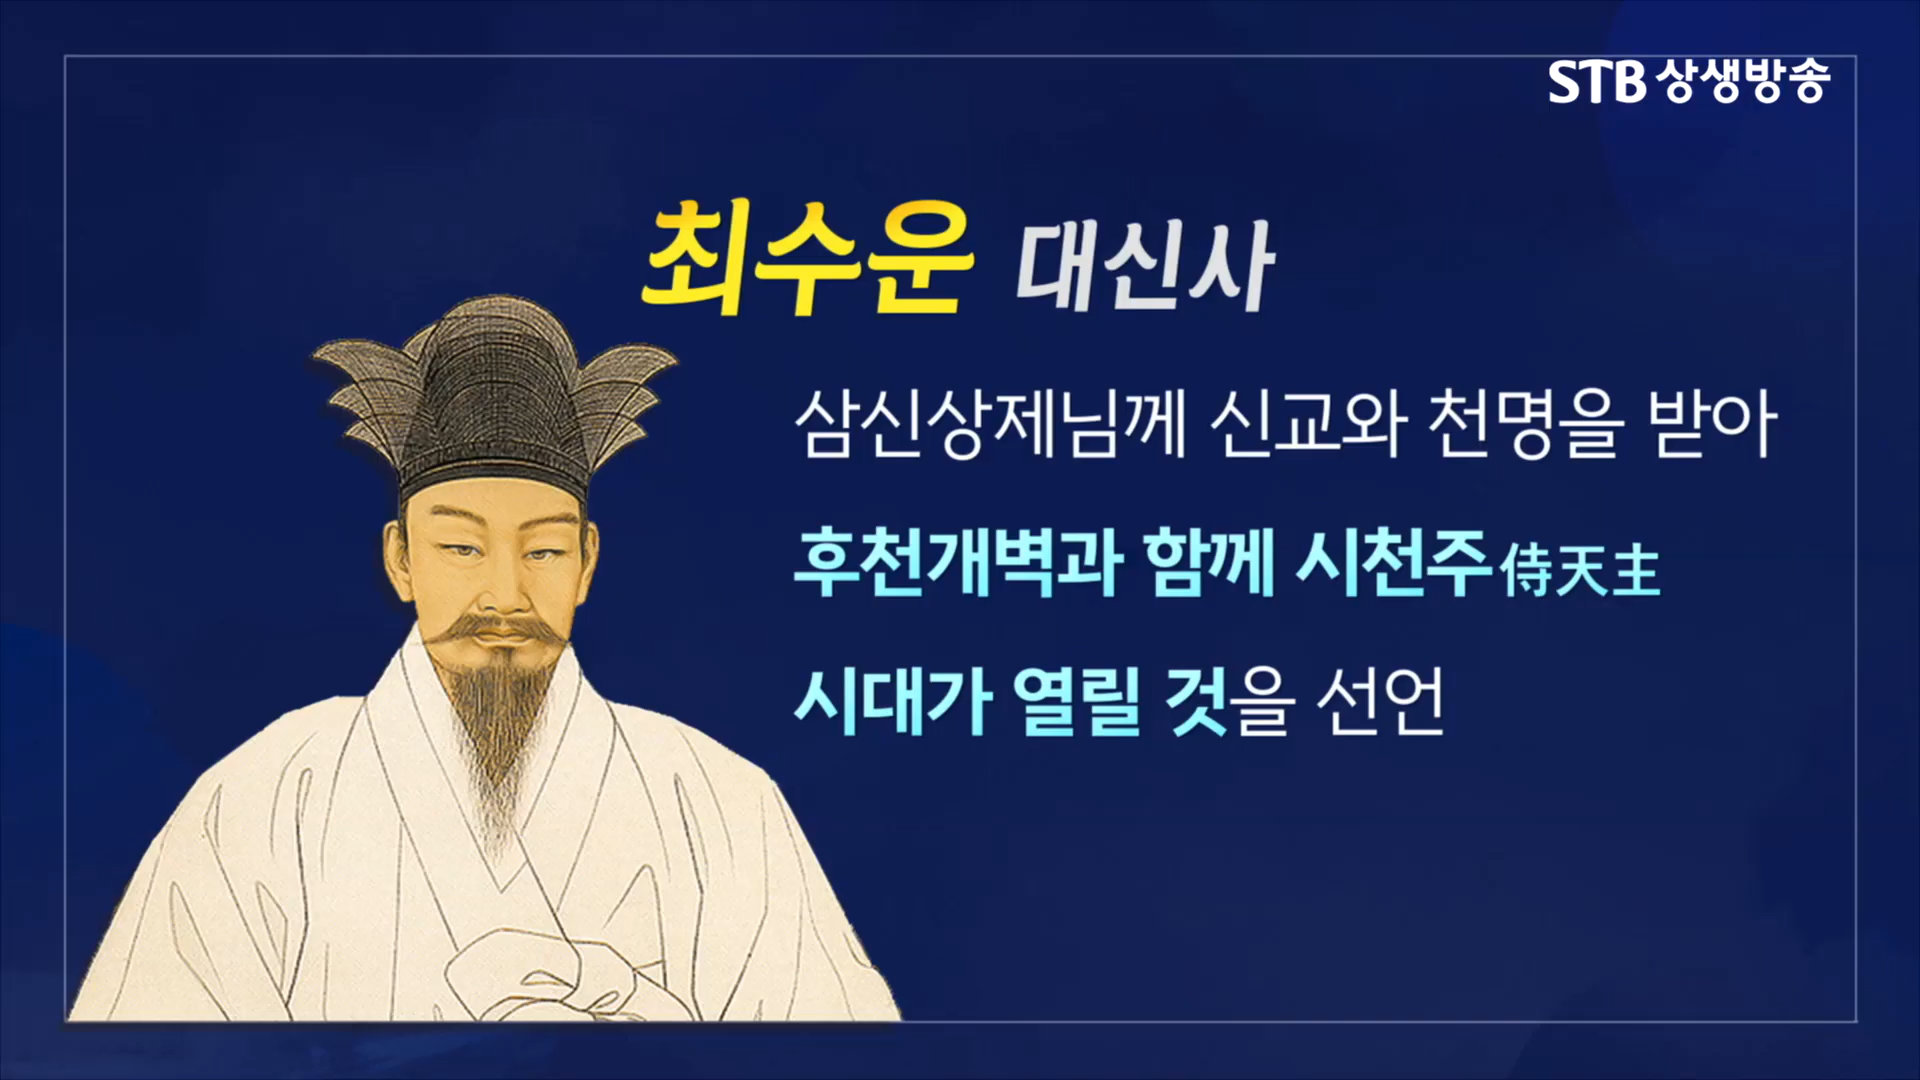 STB 상생방송
최수운 대신사
삼신상제님께 신교와 천명을 받아
후천개벽과 함께 시천주侍天主
시대가 열릴 것을 선언